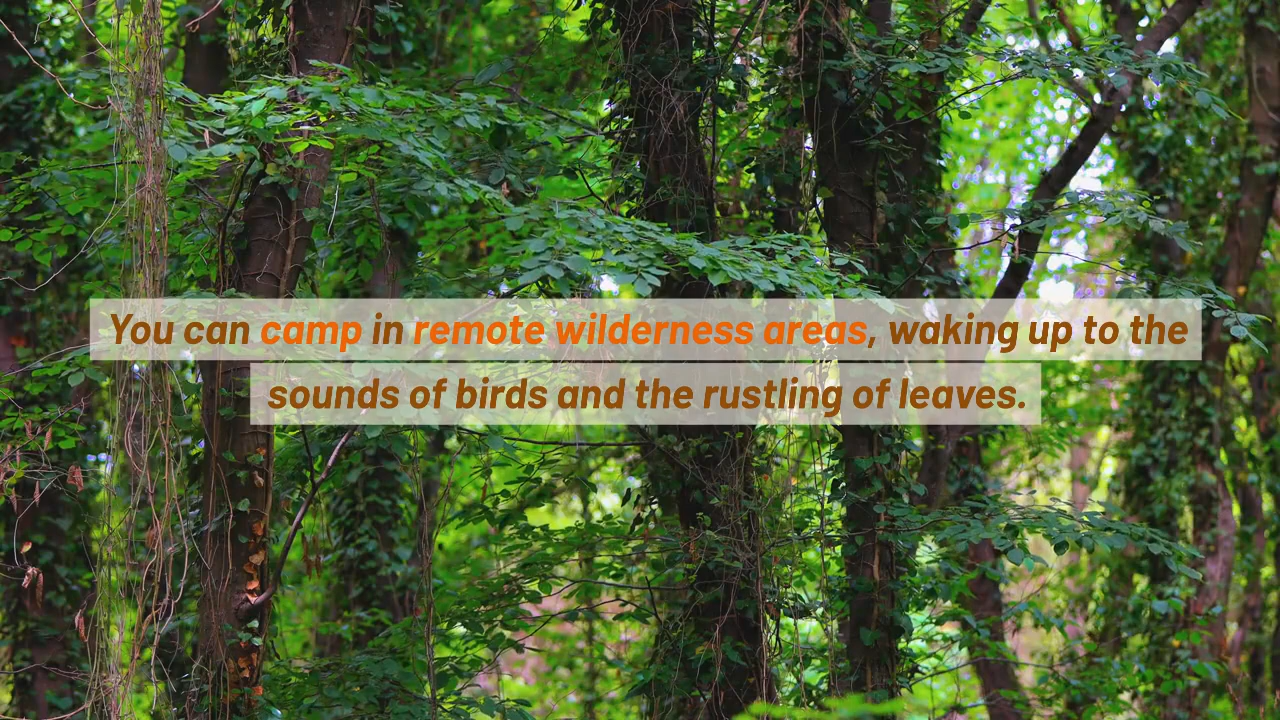 You can camp in remote wilderness areas, waking up to the
sounds of birds and the rustling of leaves.